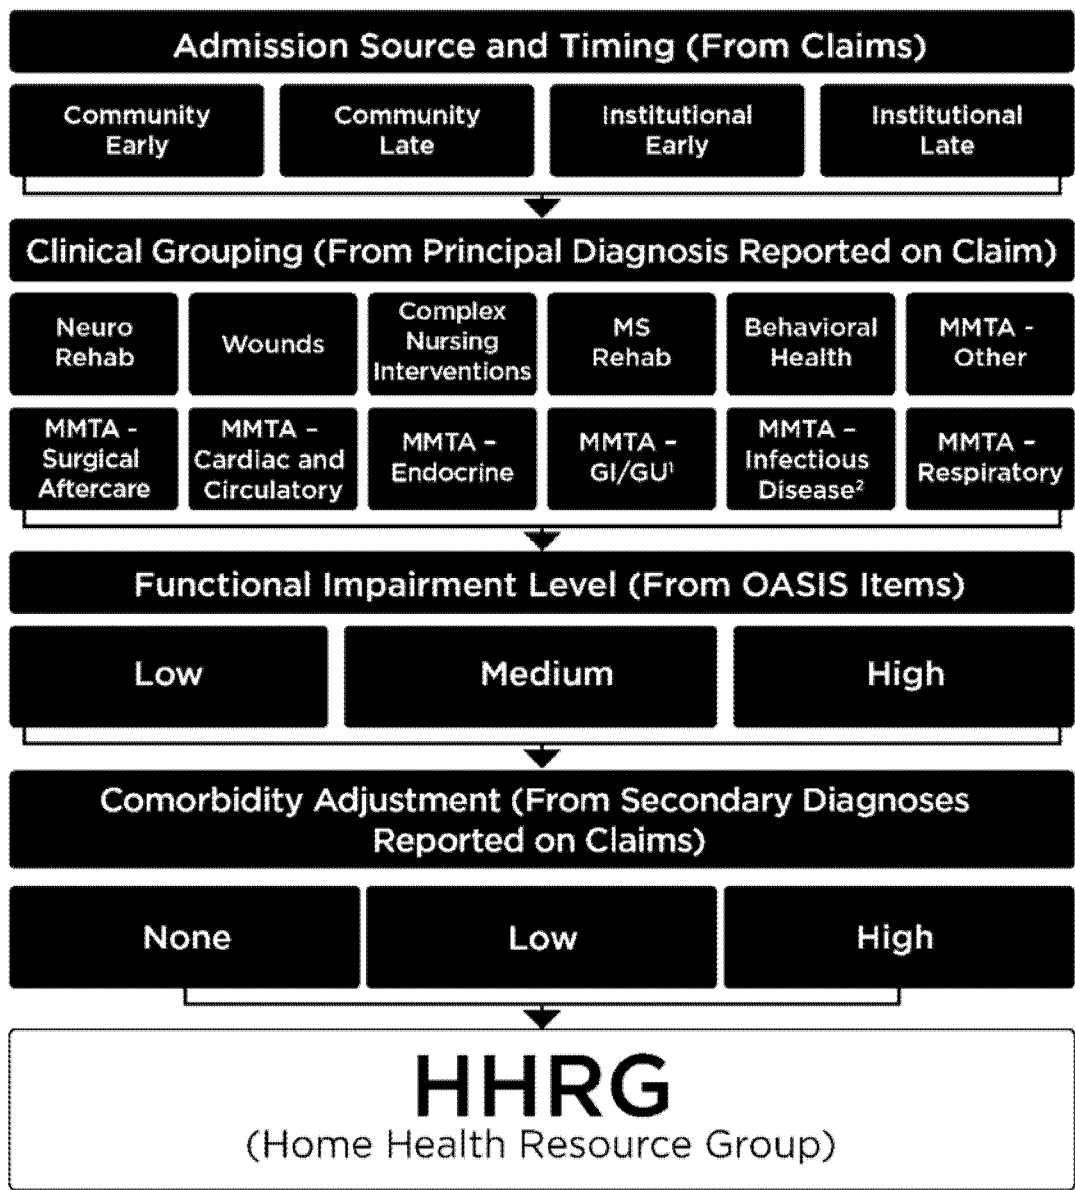 Admission Source and Timing (From Claims)
Community
Early
Community
Late
Institutional
Early
Institutional
Late
Clinical Grouping (From Principal Diagnosis Reported on Claim)
Neuro
Rehab
Wounds
Complex
Nursing
Interventions
MS
Rehab
Behavioral
Health
MMTA -
Other
MMTA -
Surgical
Aftercare
MMTA –
Cardiac and
Circulatory
MMTA –
Endocrine
MMTA –
GI/GU¹
MMTA –
Infectious
Disease²
MMTA –
Respiratory
Functional Impairment Level (From OASIS Items)
Low
Medium
High
Comorbidity Adjustment (From Secondary Diagnoses
Reported on Claims)
None
Low
High
HHRG
(Home Health Resource Group)